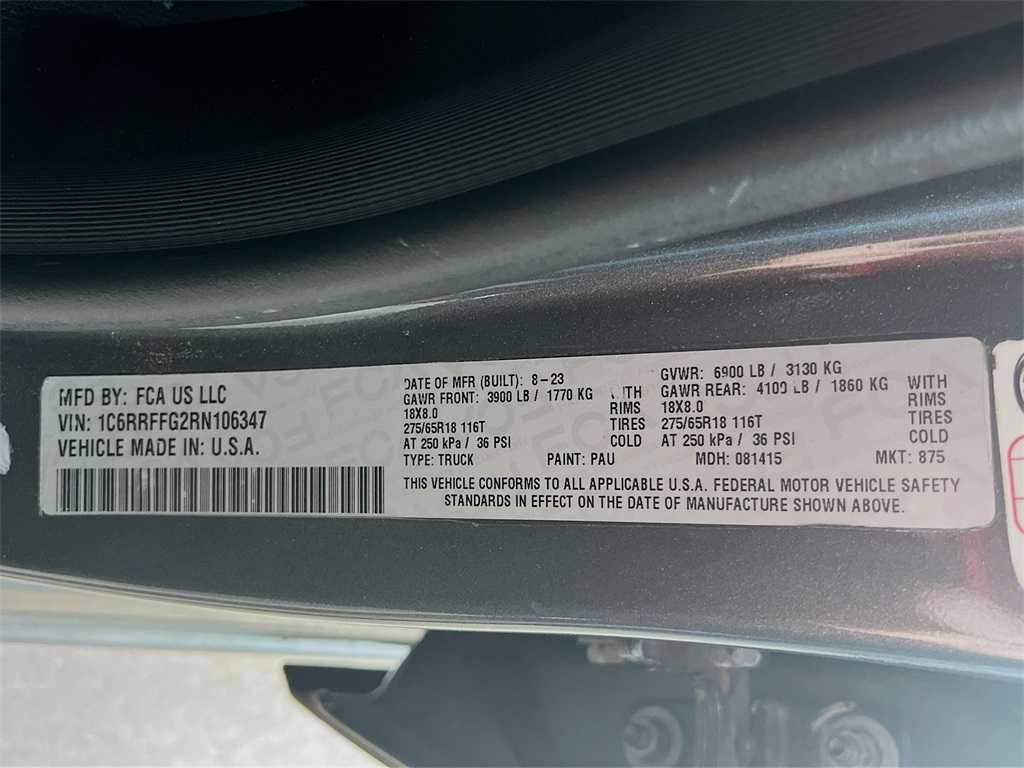 MFD BY: FCA US LLC
VIN: 1C6RRFFG2RN106347
VEHICLE MADE IN: U.S.A.
DATE OF MFR (BUILT): 8-23
GAWR FRONT: 3900 LB / 1770 KG WITH
18X8.0 RIMS
275/65R18 116T TIRES
AT 250 kPa / 36 PSI COLD
GVWR: 6900 LB / 3130 KG
GAWR REAR: 4100 LB / 1860 KG WITH
18X8.0 RIMS
275/65R18 116T TIRES
AT 250 kPa / 36 PSI COLD
TYPE: TRUCK PAINT: PAU MDH: 081415 MKT: 875
THIS VEHICLE CONFORMS TO ALL APPLICABLE U.S.A. FEDERAL MOTOR VEHICLE SAFETY
STANDARDS IN EFFECT ON THE DATE OF MANUFACTURE SHOWN ABOVE.